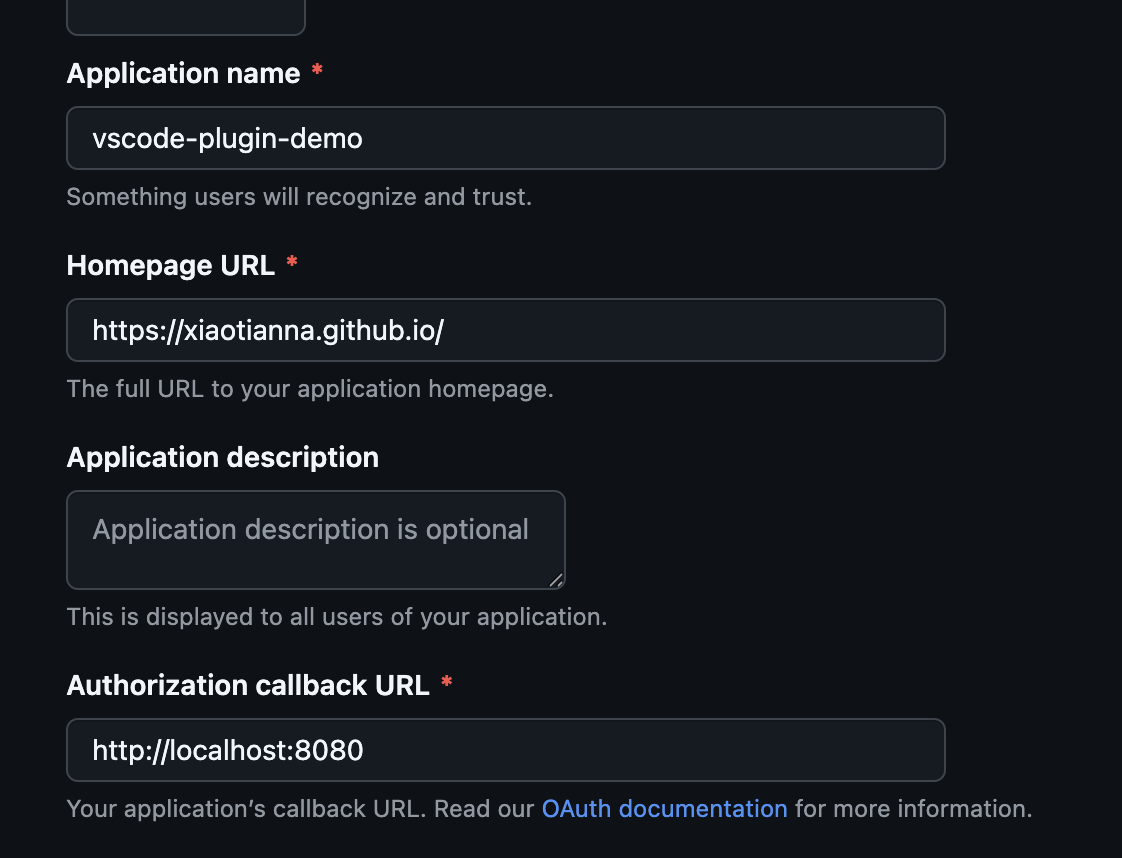 Application name *
vscode-plugin-demo
Something users will recognize and trust.
Homepage URL *
https://xiaotianna.github.io/
The full URL to your application homepage.
Application description
Application description is optional
This is displayed to all users of your application.
Authorization callback URL *
http://localhost:8080
Your application’s callback URL. Read our OAuth documentation for more information.